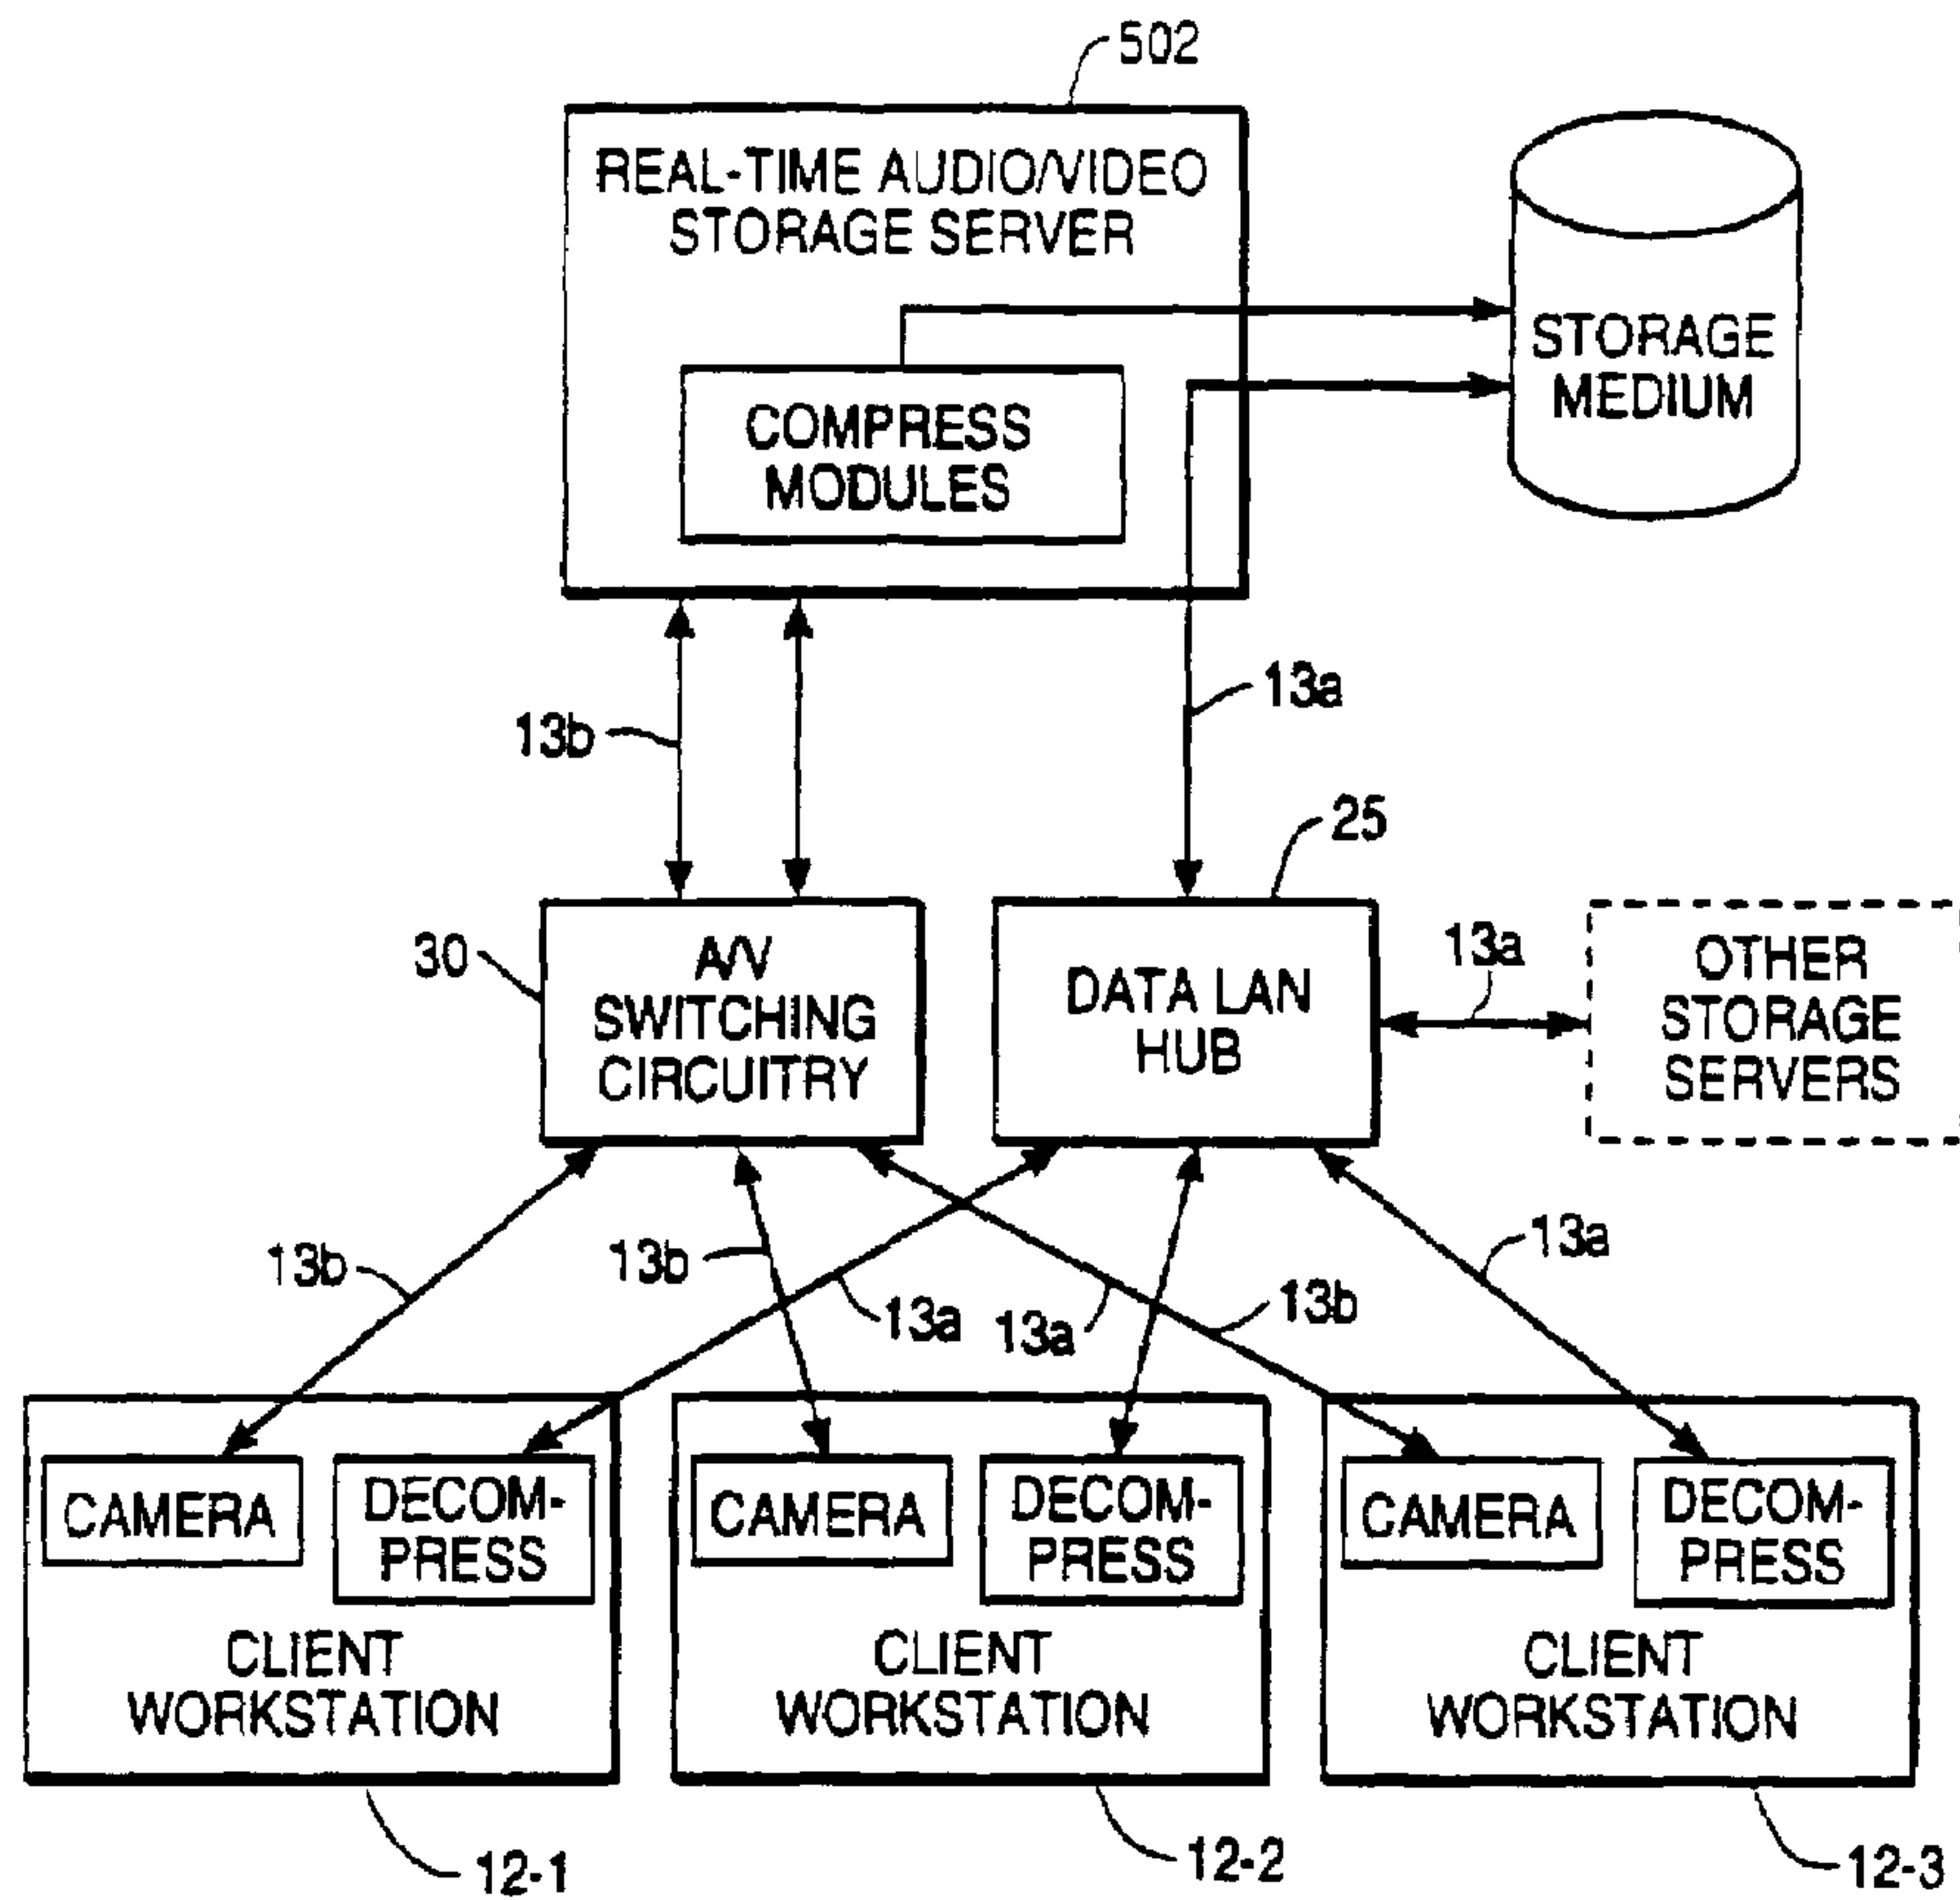 502
REAL-TIME AUDIO/VIDEO
STORAGE SERVER
COMPRESS
MODULES
STORAGE
MEDIUM
13b
13a
25
30
A/V
SWITCHING
CIRCUITRY
DATA LAN
HUB
13a
OTHER
STORAGE
SERVERS
13b
13b
13a
13a
13b
13a
CAMERA
DECOM-
PRESS
CLIENT
WORKSTATION
CAMERA
DECOM-
PRESS
CLIENT
WORKSTATION
CAMERA
DECOM-
PRESS
CLIENT
WORKSTATION
12-1
12-2
12-3